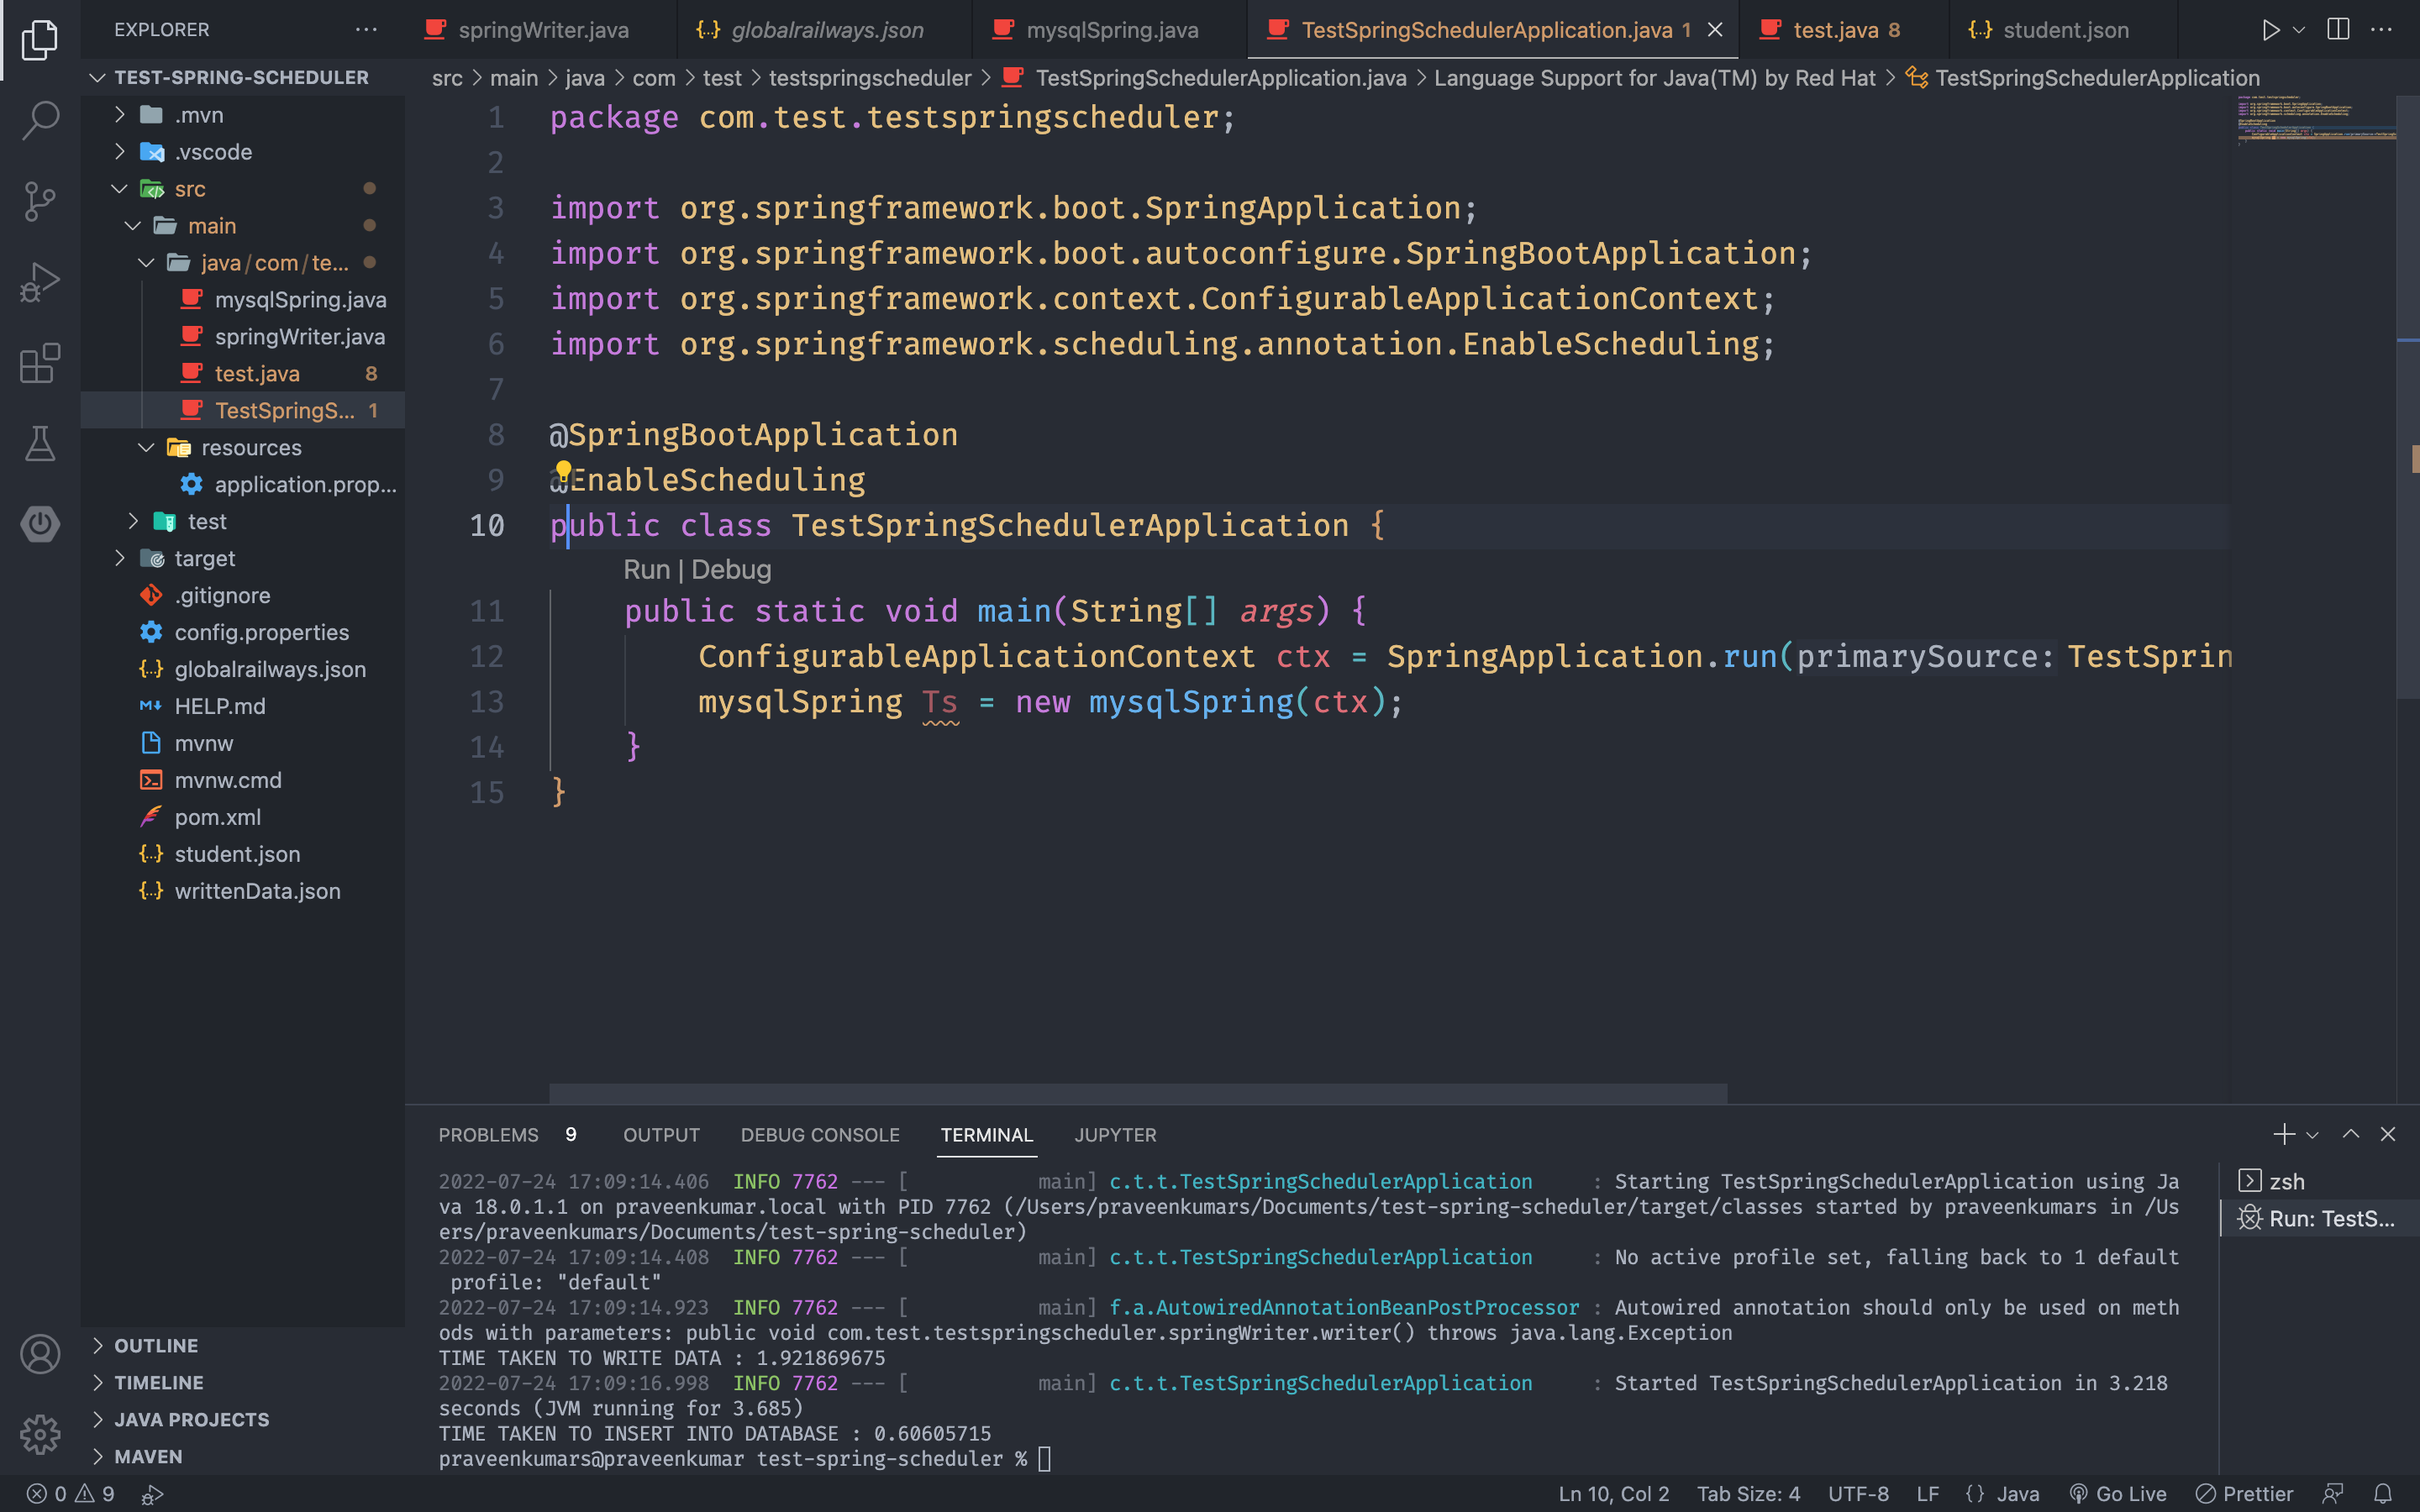 EXPLORER
springWriter.java
globalrailways.json
mysqlSpring.java
TestSpringSchedulerApplication.java 1
test.java 8
student.json
TEST-SPRING-SCHEDULER
.mvn
.vscode
src
main
java/com/te...
mysqlSpring.java
springWriter.java
test.java 8
TestSpringS... 1
resources
application.prop...
test
target
.gitignore
config.properties
globalrailways.json
HELP.md
mvnw
mvnw.cmd
pom.xml
student.json
writtenData.json
OUTLINE
TIMELINE
JAVA PROJECTS
MAVEN
src > main > java > com > test > testspringscheduler > TestSpringSchedulerApplication.java > Language Support for Java(TM) by Red Hat > TestSpringSchedulerApplication
1 package com.test.testspringscheduler;
2
3 import org.springframework.boot.SpringApplication;
4 import org.springframework.boot.autoconfigure.SpringBootApplication;
5 import org.springframework.context.ConfigurableApplicationContext;
6 import org.springframework.scheduling.annotation.EnableScheduling;
7
8 @SpringBootApplication
9 @EnableScheduling
10 public class TestSpringSchedulerApplication {
Run | Debug
11 public static void main(String[] args) {
12 ConfigurableApplicationContext ctx = SpringApplication.run(primarySource: TestSprin
13 mysqlSpring Ts = new mysqlSpring(ctx);
14 }
15 }
PROBLEMS 9 OUTPUT DEBUG CONSOLE TERMINAL JUPYTER
2022-07-24 17:09:14.406 INFO 7762 --- [ main] c.t.t.TestSpringSchedulerApplication : Starting TestSpringSchedulerApplication using Ja
va 18.0.1.1 on praveenkumar.local with PID 7762 (/Users/praveenkumars/Documents/test-spring-scheduler/target/classes started by praveenkumars in /Us
ers/praveenkumars/Documents/test-spring-scheduler)
2022-07-24 17:09:14.408 INFO 7762 --- [ main] c.t.t.TestSpringSchedulerApplication : No active profile set, falling back to 1 default
profile: "default"
2022-07-24 17:09:14.923 INFO 7762 --- [ main] f.a.AutowiredAnnotationBeanPostProcessor : Autowired annotation should only be used on meth
ods with parameters: public void com.test.testspringscheduler.springWriter.writer() throws java.lang.Exception
TIME TAKEN TO WRITE DATA : 1.921869675
2022-07-24 17:09:16.998 INFO 7762 --- [ main] c.t.t.TestSpringSchedulerApplication : Started TestSpringSchedulerApplication in 3.218
seconds (JVM running for 3.685)
TIME TAKEN TO INSERT INTO DATABASE : 0.60605715
praveenkumars@praveenkumar test-spring-scheduler %
zsh
Run: TestS...
0 9
Ln 10, Col 2 Tab Size: 4 UTF-8 LF {} Java Go Live Prettier